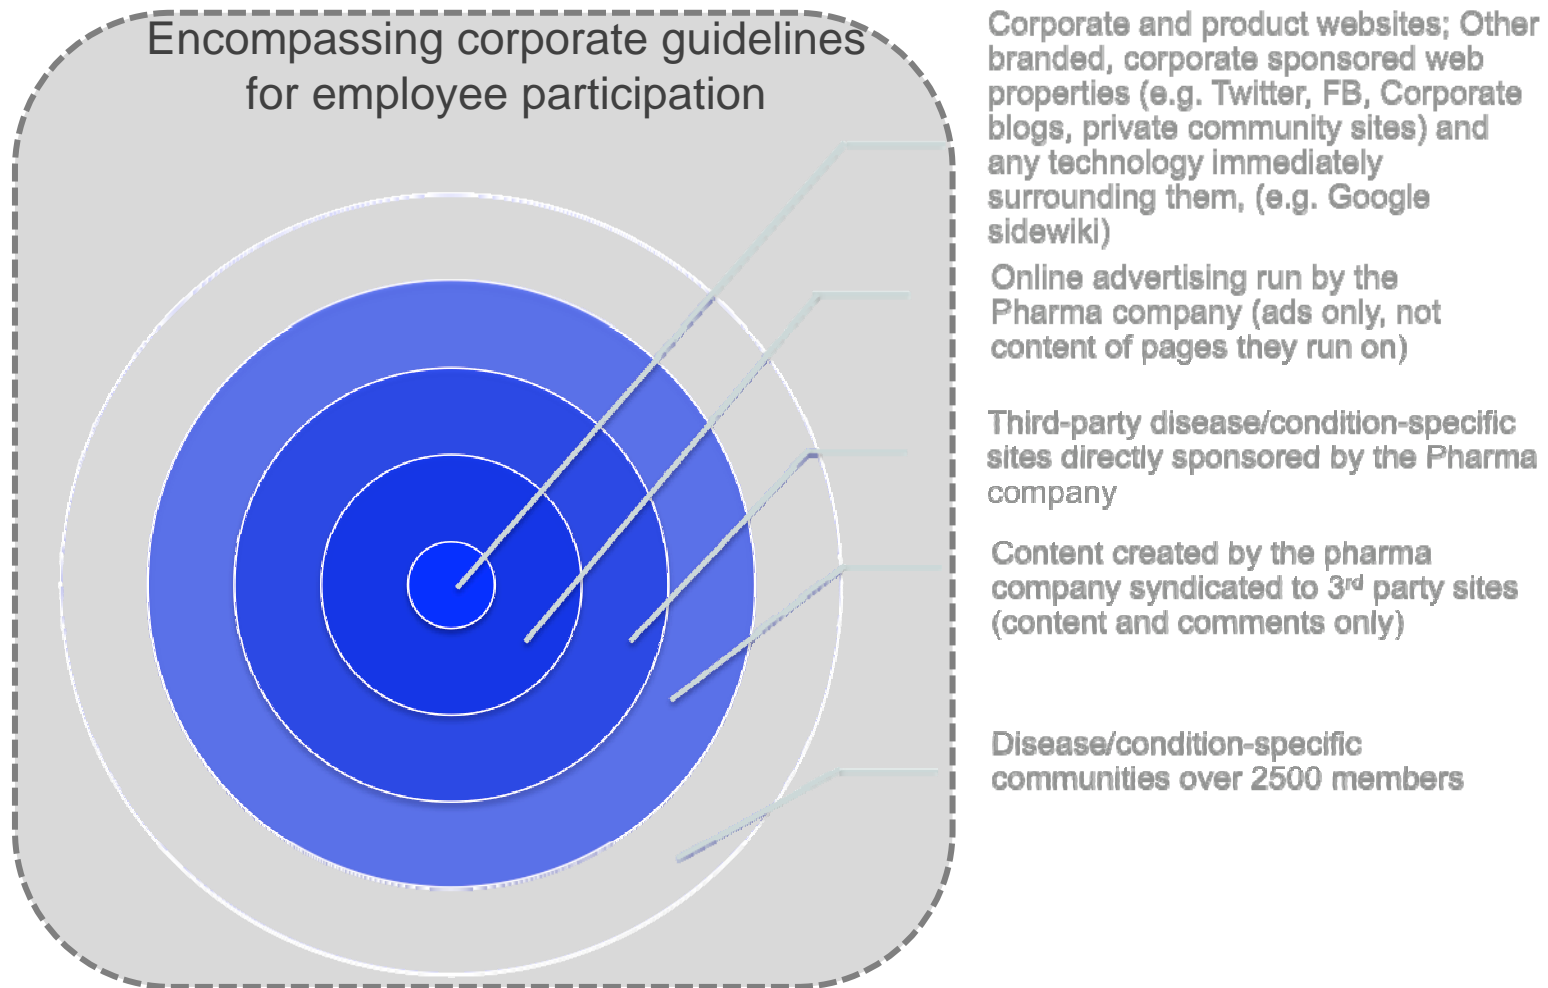 Encompassing corporate guidelines
for employee participation
Corporate and product websites; Other
branded, corporate sponsored web
properties (e.g. Twitter, FB, Corporate
blogs, private community sites) and
any technology immediately
surrounding them, (e.g. Google
sidewiki)
Online advertising run by the
Pharma company (ads only, not
content of pages they run on)
Third-party disease/condition-specific
sites directly sponsored by the Pharma
company
Content created by the pharma
company syndicated to 3rd party sites
(content and comments only)
Disease/condition-specific
communities over 2500 members